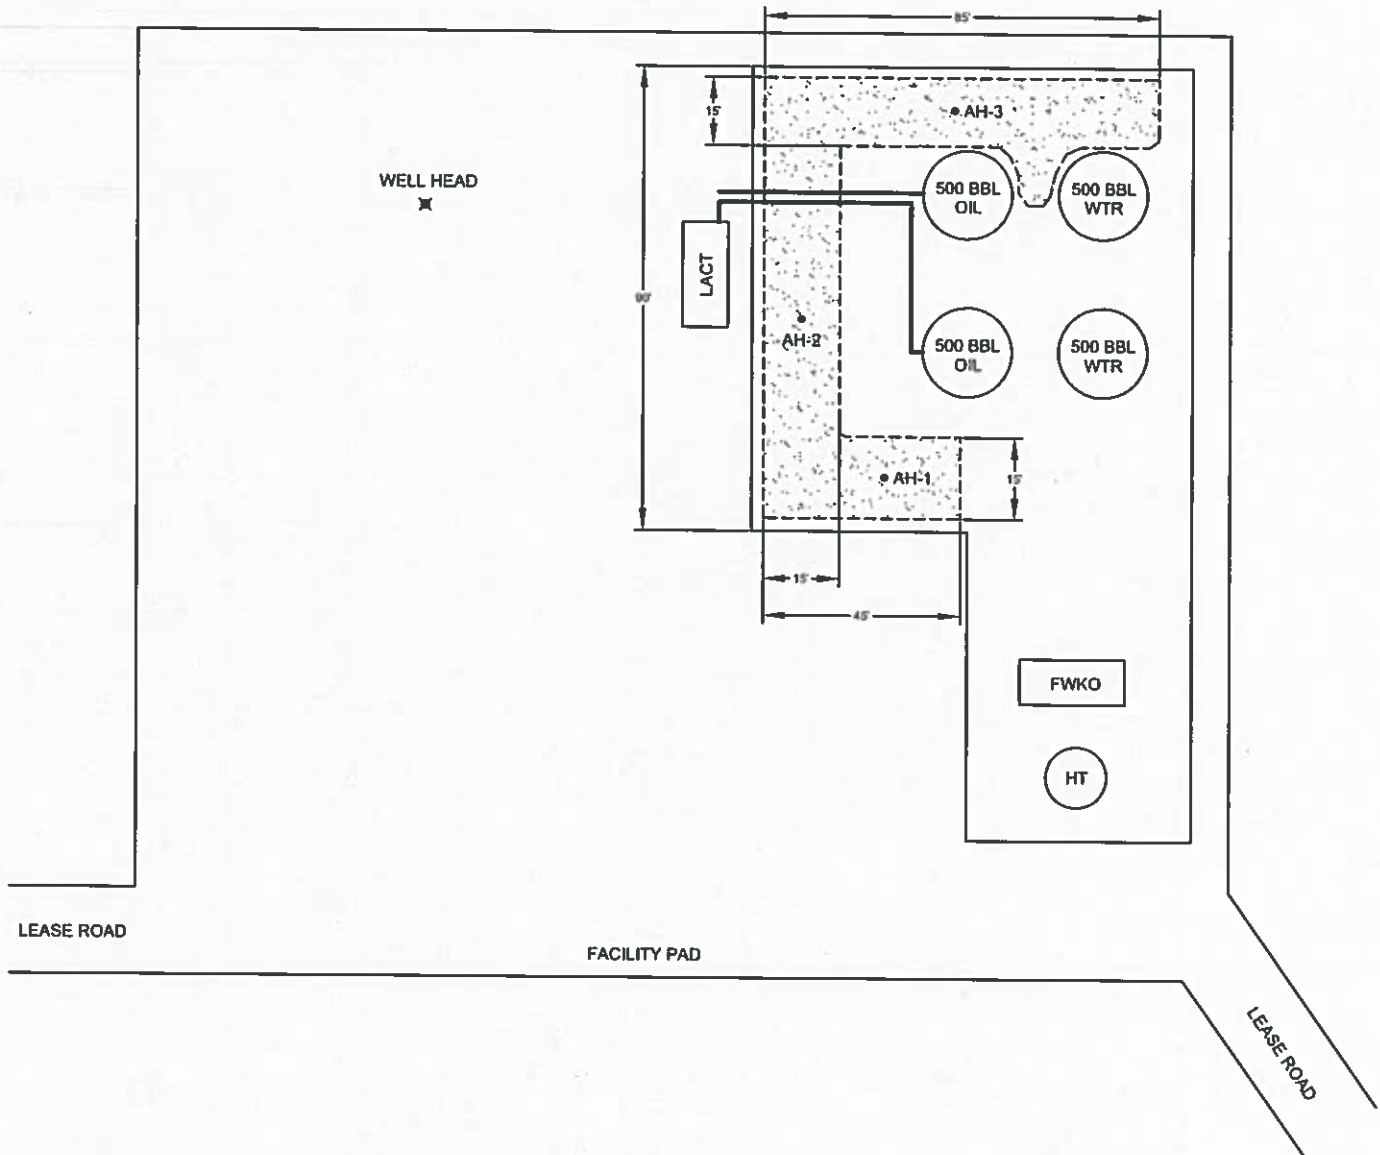 85'
15'
AH-3
WELL HEAD
500 BBL
OIL
500 BBL
WTR
LACT
90'
AH-2
500 BBL
OIL
500 BBL
WTR
AH-1
15'
15'
45'
FWKO
HT
LEASE ROAD
FACILITY PAD
LEASE ROAD